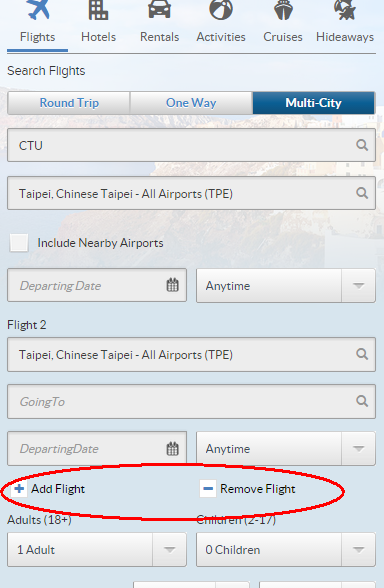 Flights Hotels Rentals Activities Cruises Hideaways
Search Flights
Round Trip One Way Multi-City
CTU
Taipei, Chinese Taipei - All Airports (TPE)
Include Nearby Airports
Departing Date Anytime
Flight 2
Taipei, Chinese Taipei - All Airports (TPE)
GoingTo
DepartingDate Anytime
+ Add Flight − Remove Flight
Adults (18+) Children (2-17)
1 Adult 0 Children